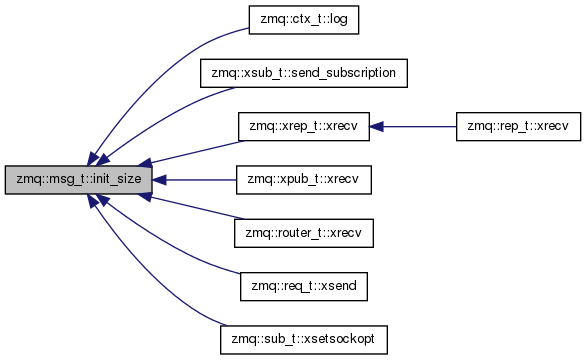 zmq::ctx_t::log
zmq::xsub_t::send_subscription
zmq::xrep_t::xrecv
zmq::rep_t::xrecv
zmq::msg_t::init_size
zmq::xpub_t::xrecv
zmq::router_t::xrecv
zmq::req_t::xsend
zmq::sub_t::xsetsockopt